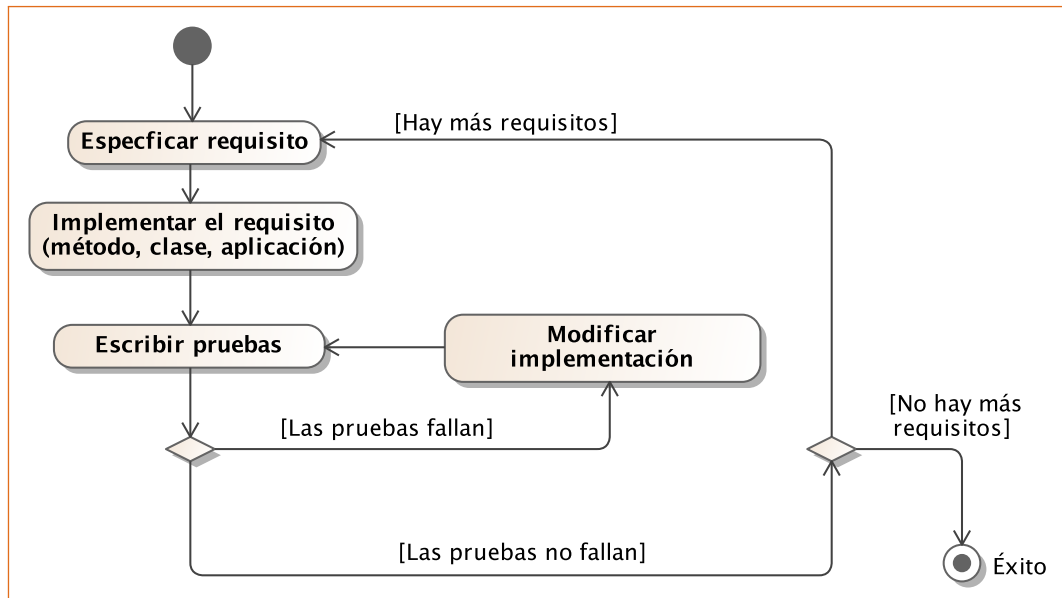 [Hay más requisitos]
Especficar requisito
Implementar el requisito
(método, clase, aplicación)
Escribir pruebas
Modificar
implementación
[Las pruebas fallan]
[No hay más
requisitos]
[Las pruebas no fallan]
Éxito